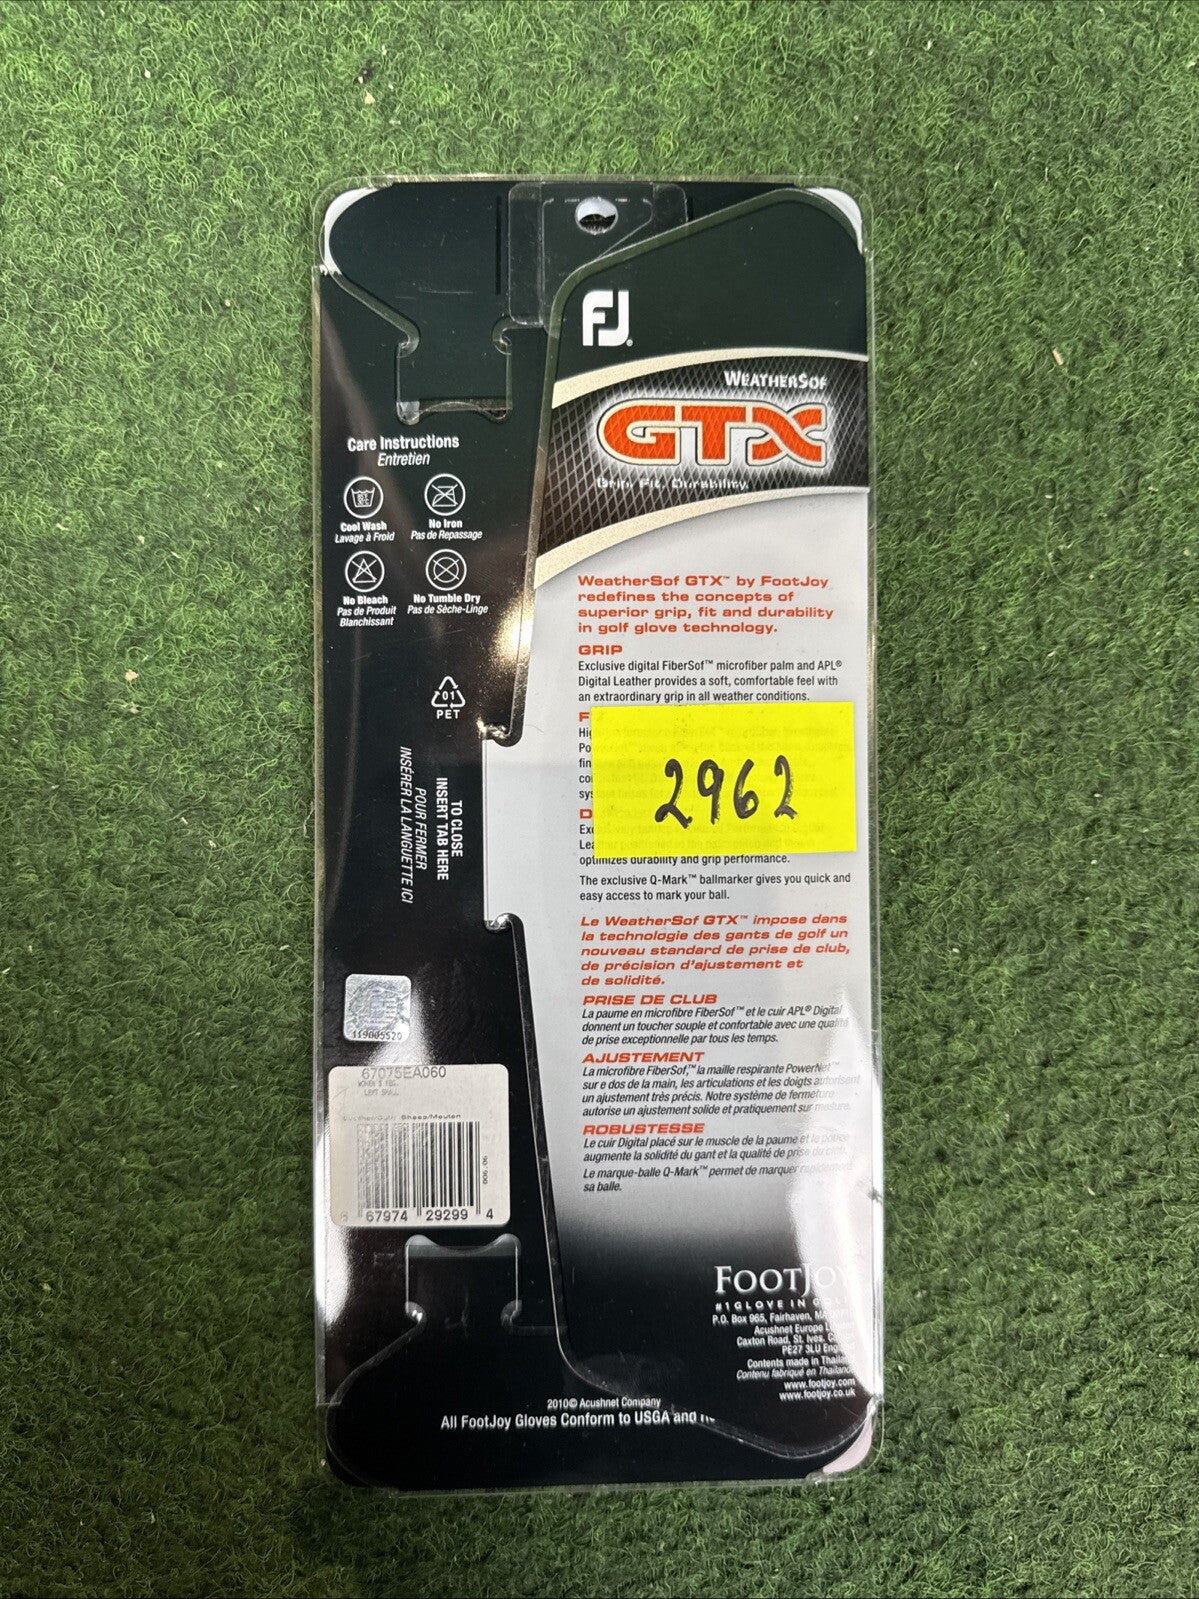 FJ®
WEATHERSOF
GTX
Grip. Fit. Durability.
Care Instructions
Entretien
Cool Wash
Lavage à Froid
No Iron
Pas de Repassage
No Bleach
Pas de Produit
Blanchissant
No Tumble Dry
Pas de Sèche-Linge
01
PET
TO CLOSE
INSERT TAB HERE
POUR FERMER
INSÉRER LA LANGUETTE ICI
WeatherSof GTX™ by FootJoy
redefines the concepts of
superior grip, fit and durability
in golf glove technology.
GRIP
Exclusive digital FiberSof™ microfiber palm and APL®
Digital Leather provides a soft, comfortable feel with
an extraordinary grip in all weather conditions.
2962
optimizes durability and grip performance.
The exclusive Q-Mark™ ballmarker gives you quick and
easy access to mark your ball.
Le WeatherSof GTX™ impose dans
la technologie des gants de golf un
nouveau standard de prise de club,
de précision d'ajustement et
de solidité.
PRISE DE CLUB
La paume en microfibre FiberSof™ et le cuir APL® Digital
donnent un toucher souple et confortable avec une qualité
de prise exceptionnelle par tous les temps.
AJUSTEMENT
La microfibre FiberSof,™ la maille respirante PowerNet™
sur e dos de la main, les articulations et les doigts autorisent
un ajustement très précis. Notre système de fermeture
autorise un ajustement solide et pratiquement sur mesure.
ROBUSTESSE
Le cuir Digital placé sur le muscle de la paume et le pouce
augmente la solidité du gant et la qualité de prise du club.
Le marque-balle Q-Mark™ permet de marquer rapidement
sa balle.
119005520
67075EA060
WOMEN'S REG.
LEFT SMALL
Sheep/Mouton
90-900
67974 29299 4
FOOTJOY
#1 GLOVE IN GOLF
P.O. Box 965, Fairhaven,
Acushnet Europe
Caxton Road, St. Ives,
PE27 3LU
Contents made in
Contenu fabriqué en Thaïlande
www.footjoy.com
www.footjoy.co.uk
2010© Acushnet Company
All FootJoy Gloves Conform to USGA and